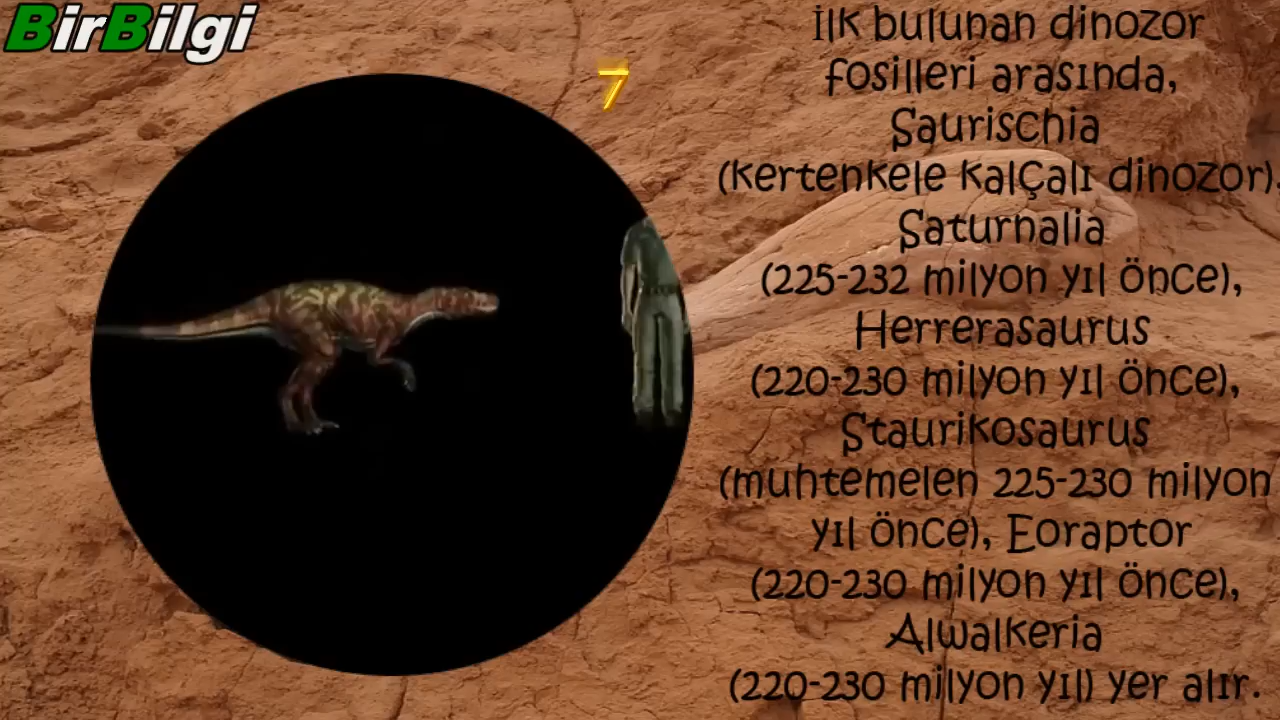 BirBilgi
7
İlk bulunan dinozor
fosilleri arasında,
Saurischia
(kertenkele kalçalı dinozor),
Saturnalia
(225-232 milyon yıl önce),
Herrerasaurus
(220-230 milyon yıl önce),
Staurikosaurus
(muhtemelen 225-230 milyon
yıl önce), Eoraptor
(220-230 milyon yıl önce),
Alwalkeria
(220-230 milyon yıl) yer alır.